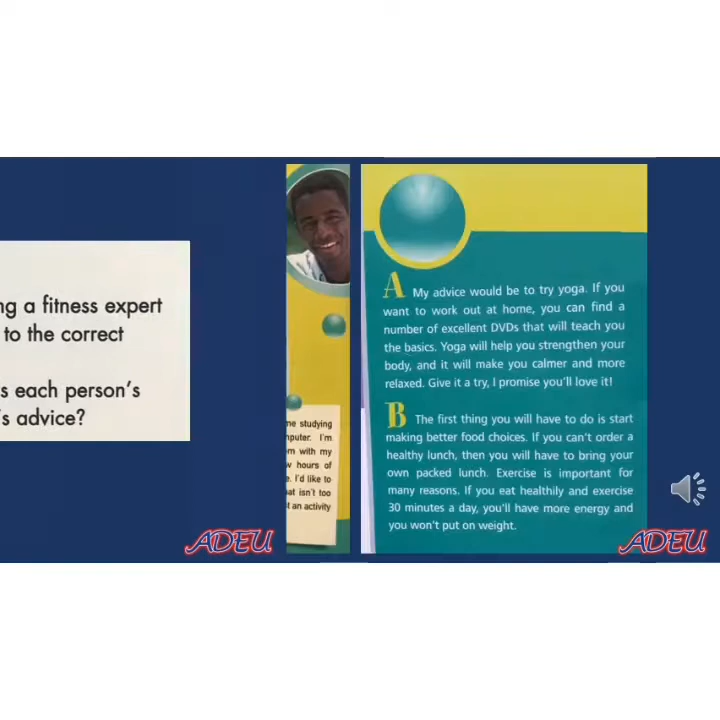 ng a fitness expert
to the correct
s each person's
's advice?
ADEU
me studying
nputer. I'm
m with my
w hours of
e. I'd like to
at isn't too
t an activity
A My advice would be to try yoga. If you
want to work out at home, you can find a
number of excellent DVDs that will teach you
the basics. Yoga will help you strengthen your
body, and it will make you calmer and more
relaxed. Give it a try, I promise you'll love it!
B The first thing you will have to do is start
making better food choices. If you can't order a
healthy lunch, then you will have to bring your
own packed lunch. Exercise is important for
many reasons. If you eat healthily and exercise
30 minutes a day, you'll have more energy and
you won't put on weight.
ADEU